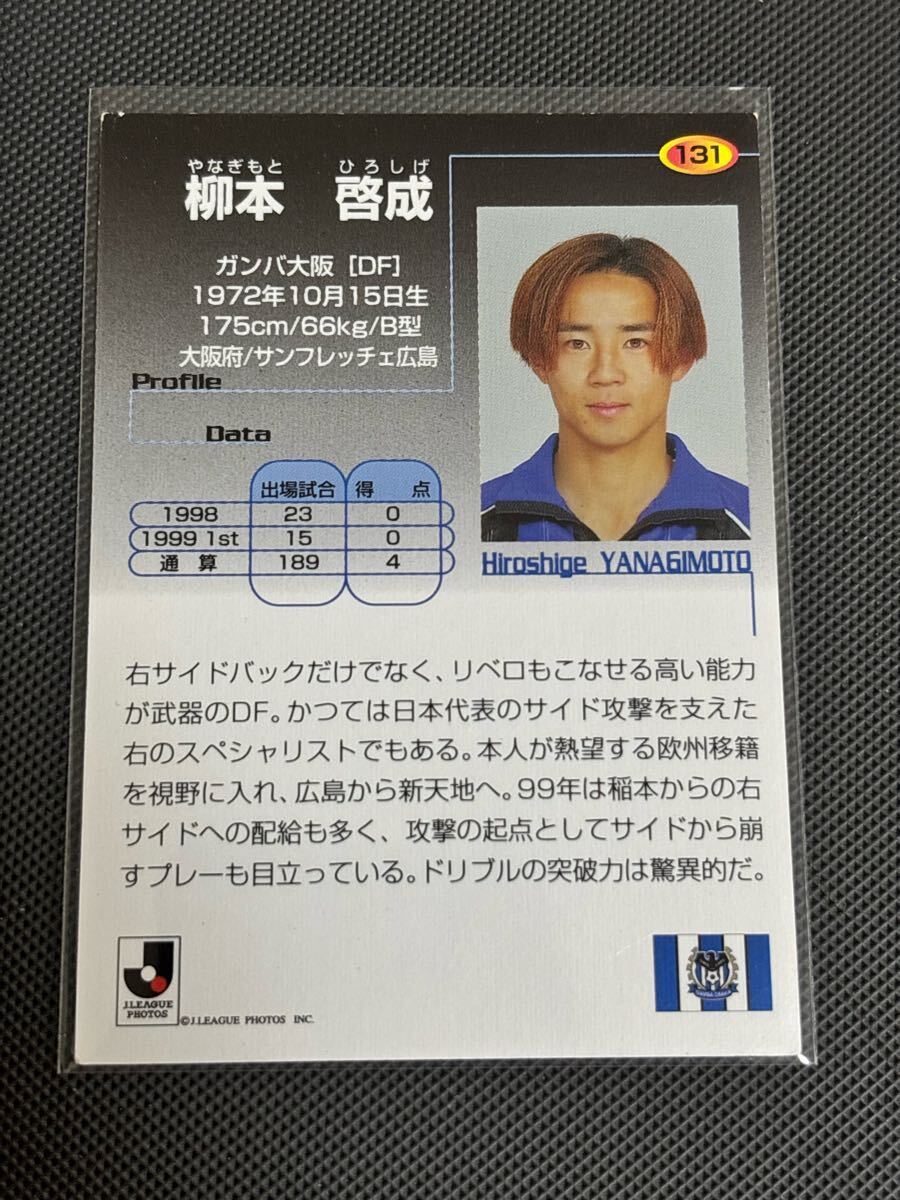 131
やなぎもと ひろしげ
柳本 啓成
ガンバ大阪［DF］
1972年10月15日生
175cm/66kg/B型
大阪府/サンフレッチェ広島
Profile
Data
出場試合 得 点
1998 23 0
1999 1st 15 0
通 算 189 4
Hiroshige YANAGIMOTO
右サイドバックだけでなく、リベロもこなせる高い能力
が武器のDF。かつては日本代表のサイド攻撃を支えた
右のスペシャリストでもある。本人が熱望する欧州移籍
を視野に入れ、広島から新天地へ。99年は稲本からの右
サイドへの配給も多く、攻撃の起点としてサイドから崩
すプレーも目立っている。ドリブルの突破力は驚異的だ。
J.LEAGUE
PHOTOS
©J.LEAGUE PHOTOS INC.